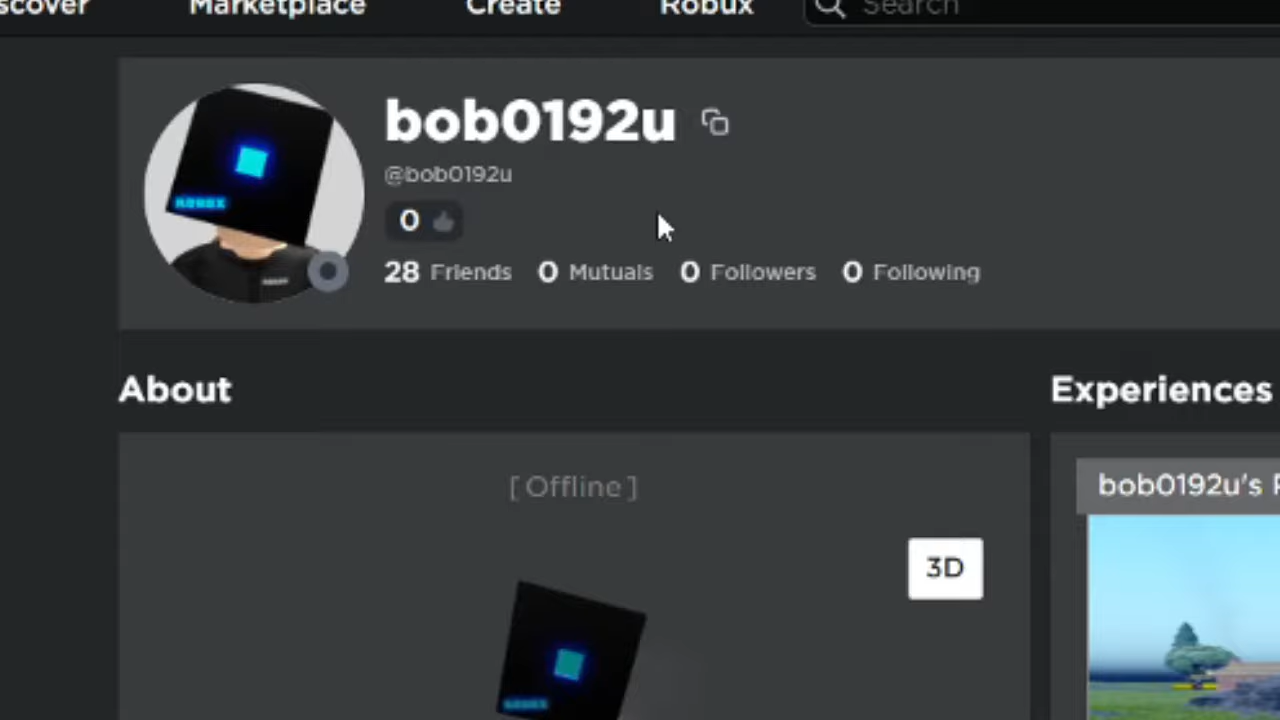 scover Marketplace Create Robux Search
bob0192u
@bob0192u
0
28 Friends 0 Mutuals 0 Followers 0 Following
About
Experiences
[ Offline ]
bob0192u's
3D